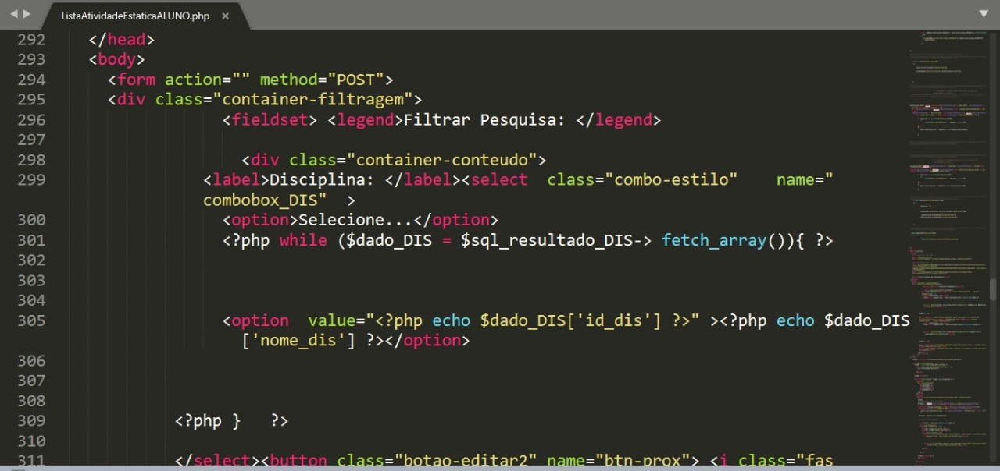 ListaAtividadeEstaticaALUNO.php ×
292 </head>
293 <body>
294 <form action="" method="POST">
295 <div class="container-filtragem">
296 <fieldset> <legend>Filtrar Pesquisa: </legend>
297
298 <div class="container-conteudo">
299 <label>Disciplina: </label><select class="combo-estilo" name="
combobox_DIS" >
300 <option>Selecione...</option>
301 <?php while ($dado_DIS = $sql_resultado_DIS-> fetch_array()){ ?>
302
303
304
305 <option value="<?php echo $dado_DIS['id_dis'] ?>" ><?php echo $dado_DIS
['nome_dis'] ?></option>
306
307
308
309 <?php } ?>
310
311 </select><button class="botao-editar2" name="btn-prox"> <i class="fas